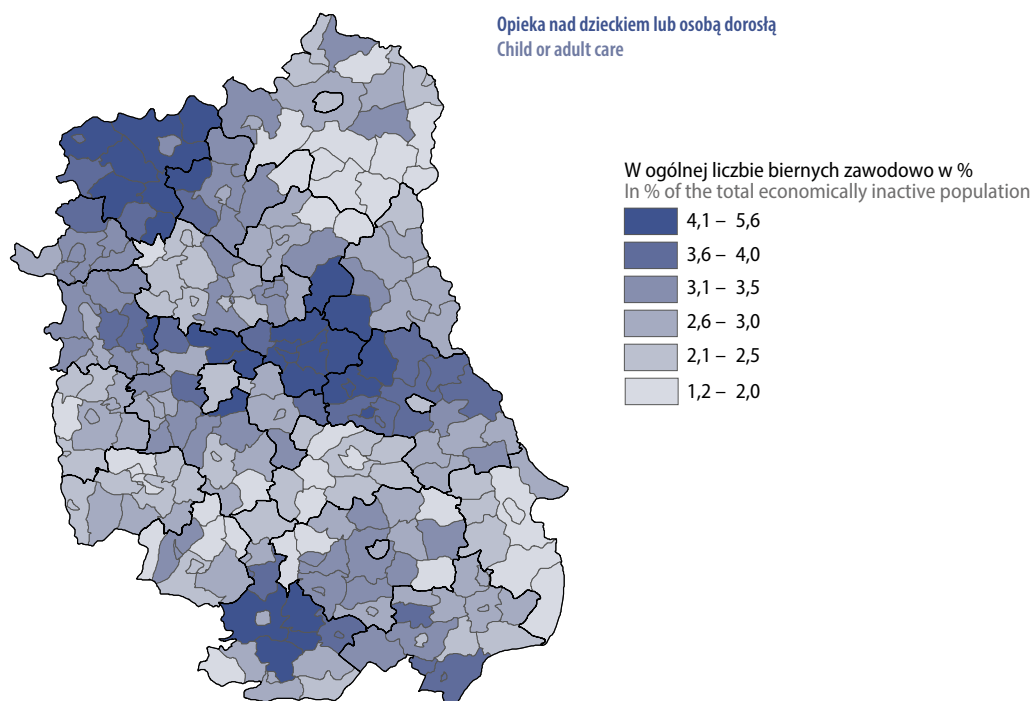 Opieka nad dzieckiem lub osobą dorosłą
Child or adult care
W ogólnej liczbie biernych zawodowo w %
In % of the total economically inactive population
4,1 – 5,6
3,6 – 4,0
3,1 – 3,5
2,6 – 3,0
2,1 – 2,5
1,2 – 2,0